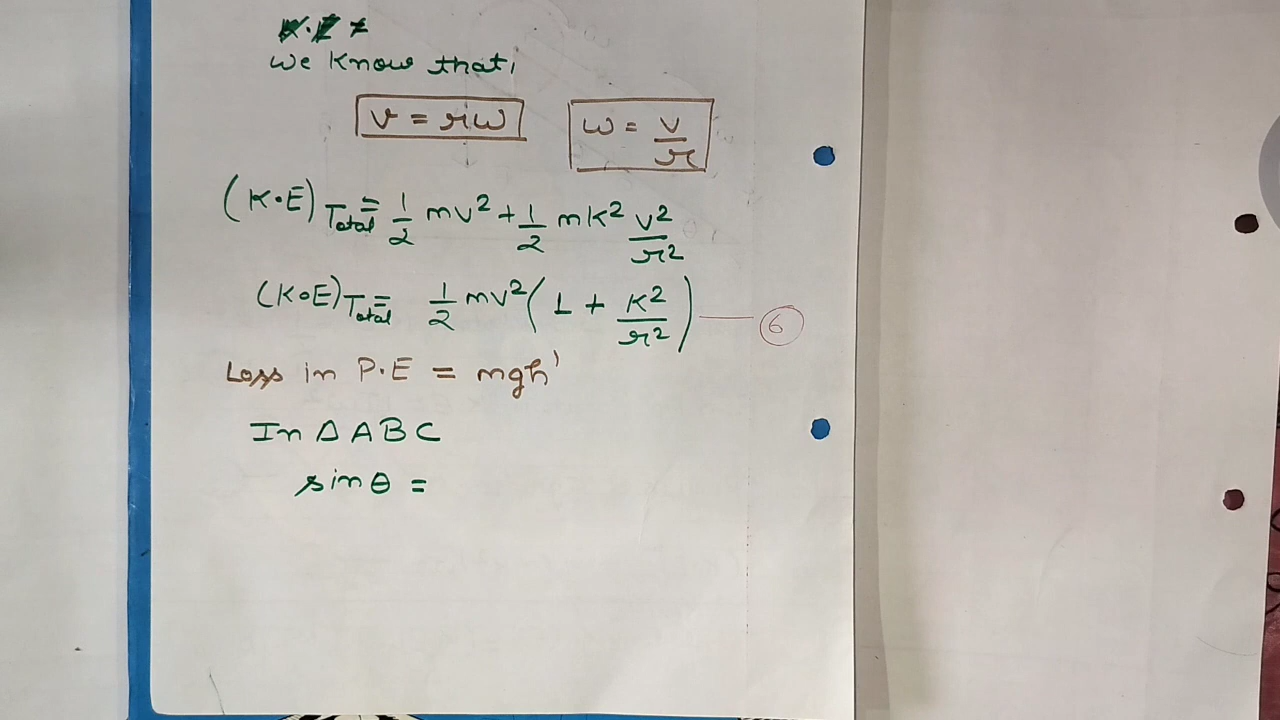 We know that,
v = rω ω = v/r
(K.E)Total = 1/2 mv² + 1/2 mk² v²/r²
(K.E)Total = 1/2 mv² (1 + K²/r²) — 6
Loss in P.E = mgh'
In Δ ABC
sin θ =